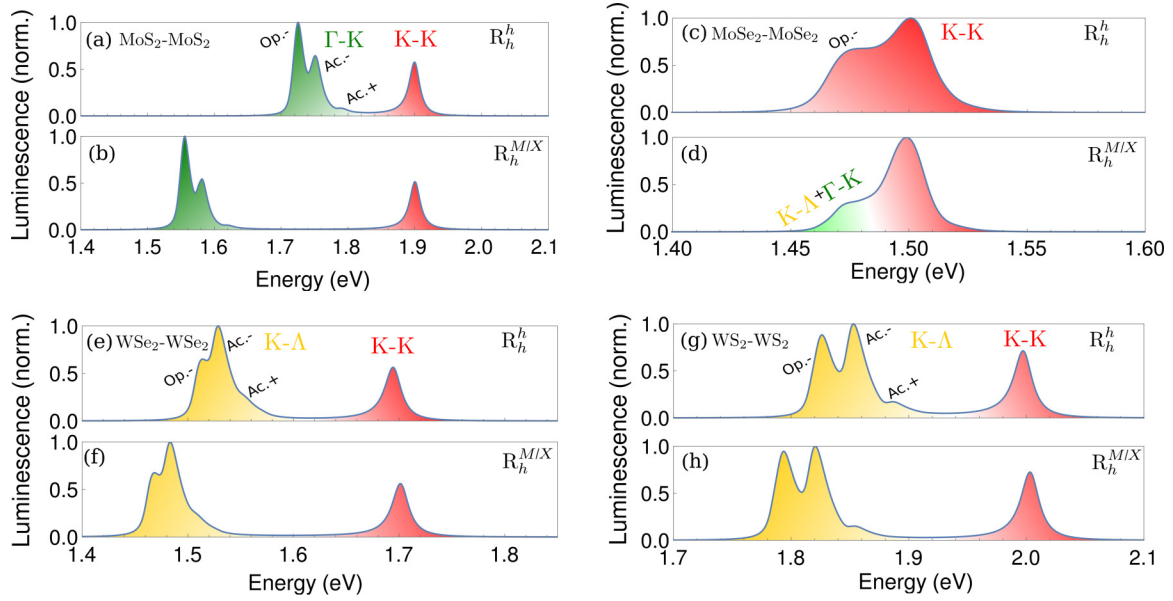 (a) MoS₂-MoS₂ Op.- Γ-K Ac.- Ac.+ K-K R_h^h
1.0
0.5
0.0
(b) R_h^{M/X}
1.0
0.5
0.0
1.4 1.5 1.6 1.7 1.8 1.9 2.0 2.1
Energy (eV)
Luminescence (norm.)
(c) MoSe₂-MoSe₂ Op.- K-K R_h^h
1.0
0.5
0.0
(d) K-Λ+Γ-K R_h^{M/X}
1.0
0.5
0.0
1.40 1.45 1.50 1.55 1.60
Energy (eV)
Luminescence (norm.)
(e) WSe₂-WSe₂ Op.- Ac.- Ac.+ K-Λ K-K R_h^h
1.0
0.5
0.0
(f) R_h^{M/X}
1.0
0.5
0.0
1.4 1.5 1.6 1.7 1.8
Energy (eV)
Luminescence (norm.)
(g) WS₂-WS₂ Op.- Ac.- Ac.+ K-Λ K-K R_h^h
1.0
0.5
0.0
(h) R_h^{M/X}
1.0
0.5
0.0
1.7 1.8 1.9 2.0 2.1
Energy (eV)
Luminescence (norm.)